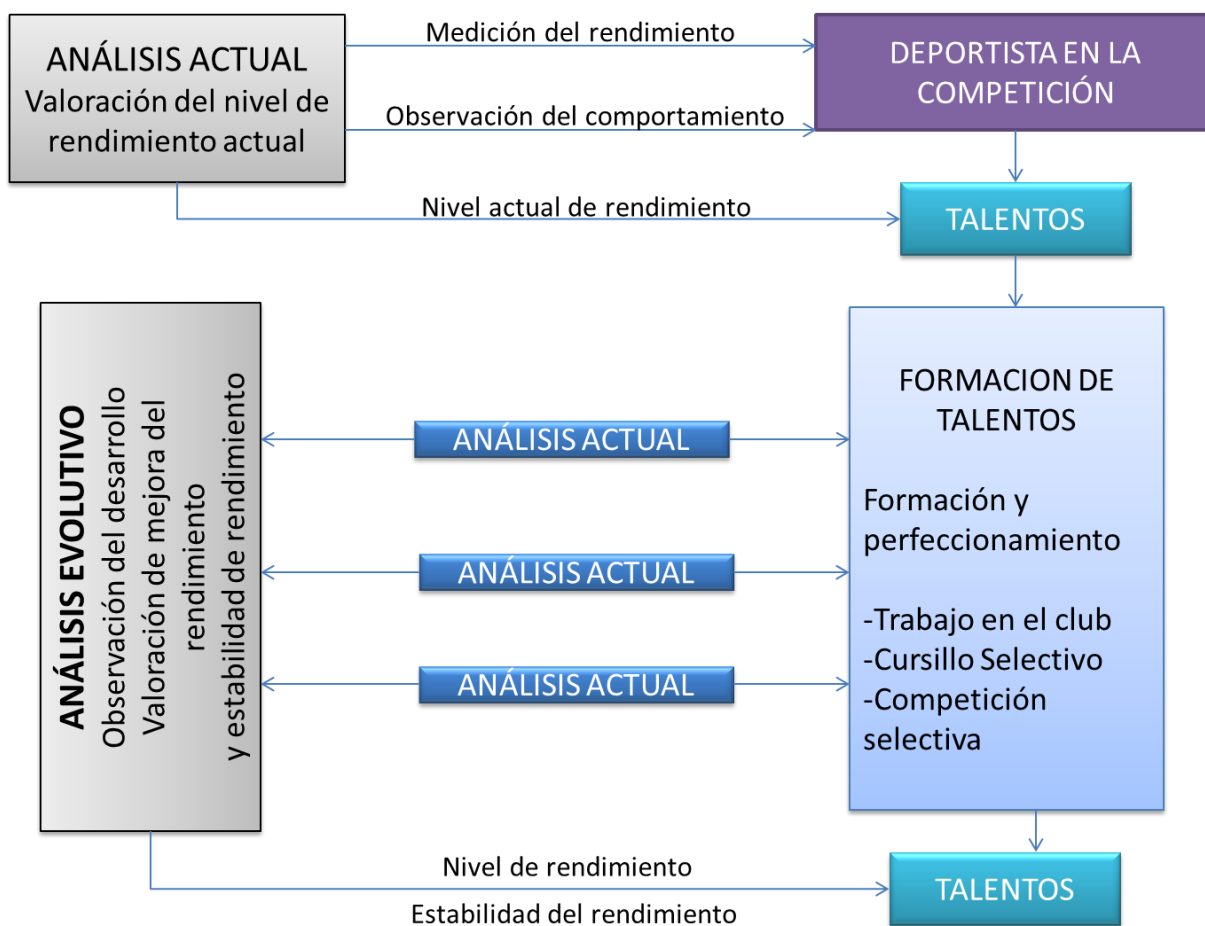 ANÁLISIS ACTUAL
Valoración del nivel de
rendimiento actual
Medición del rendimiento
Observación del comportamiento
DEPORTISTA EN LA
COMPETICIÓN
Nivel actual de rendimiento
TALENTOS
ANÁLISIS EVOLUTIVO
Observación del desarrollo
Valoración de mejora del
rendimiento
y estabilidad de rendimiento
ANÁLISIS ACTUAL
ANÁLISIS ACTUAL
ANÁLISIS ACTUAL
FORMACION DE
TALENTOS
Formación y
perfeccionamiento
-Trabajo en el club
-Cursillo Selectivo
-Competición
selectiva
Nivel de rendimiento
Estabilidad del rendimiento
TALENTOS